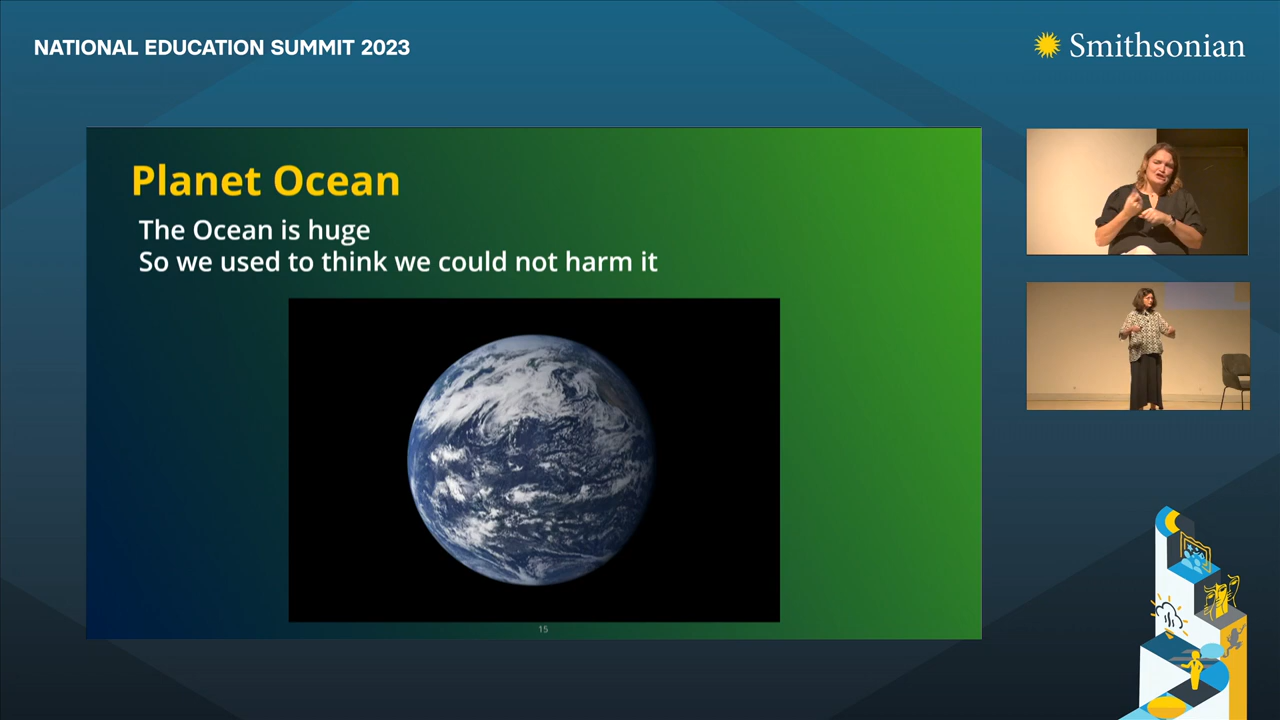 NATIONAL EDUCATION SUMMIT 2023
Smithsonian
Planet Ocean
The Ocean is huge
So we used to think we could not harm it
15